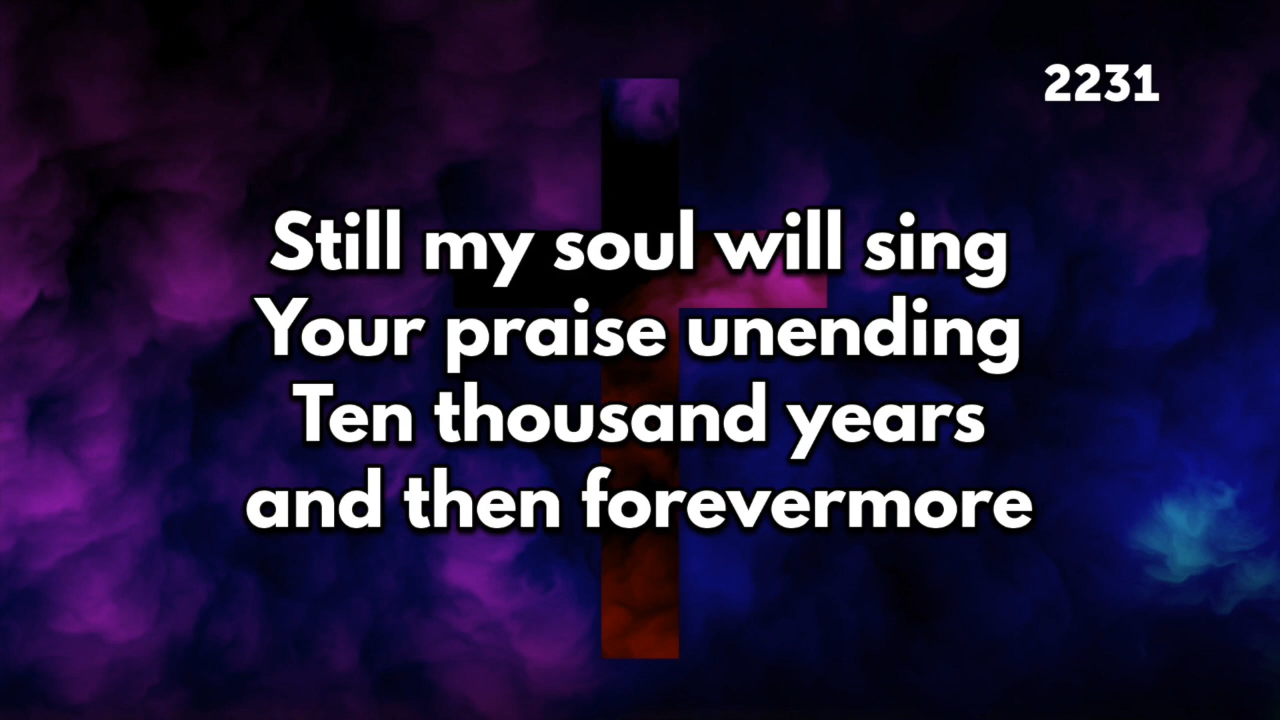 2231
Still my soul will sing
Your praise unending
Ten thousand years
and then forevermore